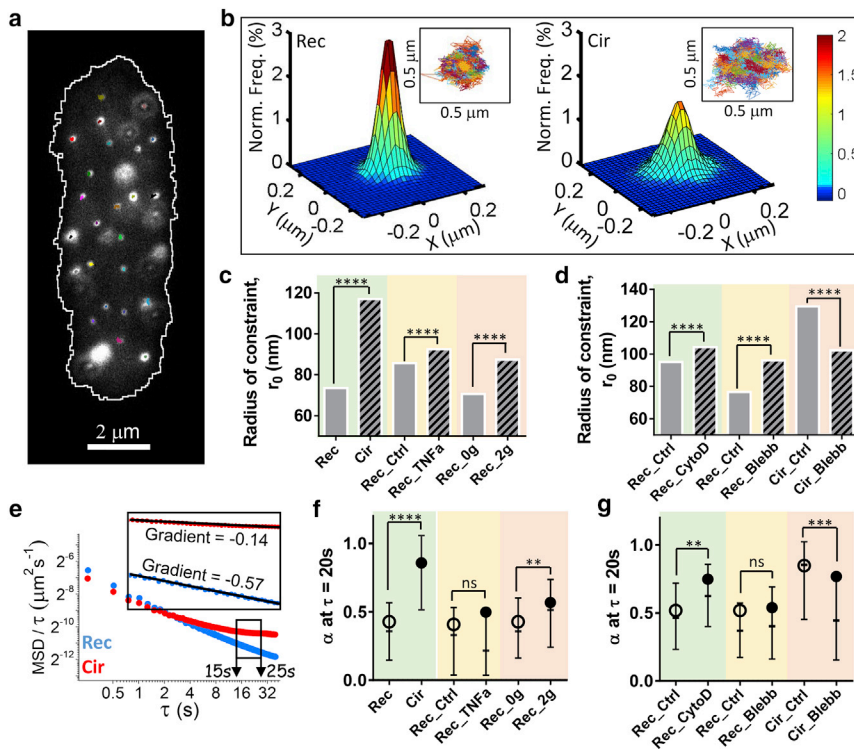 a
2 μm
b
Rec
Norm. Freq. (%)
3
2
1
0
0.5 μm
0.5 μm
0.2
0
-0.2
Y (μm)
-0.2
0
0.2
X (μm)
Cir
Norm. Freq. (%)
3
2
1
0
0.5 μm
0.5 μm
0.2
0
-0.2
Y (μm)
-0.2
0
0.2
X (μm)
2
1.5
1
0.5
0
c
Radius of constraint,
r0 (nm)
120
100
80
60
****
****
****
Rec
Cir
Rec_Ctrl
Rec_TNFa
Rec_0g
Rec_2g
d
Radius of constraint,
r0 (nm)
140
120
100
80
60
****
****
****
Rec_Ctrl
Rec_CytoD
Rec_Ctrl
Rec_Blebb
Cir_Ctrl
Cir_Blebb
e
MSD / τ (μm2s-1)
2-6
2-8
2-10
2-12
Gradient = -0.14
Gradient = -0.57
Rec
Cir
15s
25s
0.5 1 2 4 8 16 32
τ (s)
f
α at τ = 20s
1.0
0.5
0.0
****
ns
**
Rec
Cir
Rec_Ctrl
Rec_TNFa
Rec_0g
Rec_2g
g
α at τ = 20s
1.0
0.5
0.0
**
ns
***
Rec_Ctrl
Rec_CytoD
Rec_Ctrl
Rec_Blebb
Cir_Ctrl
Cir_Blebb